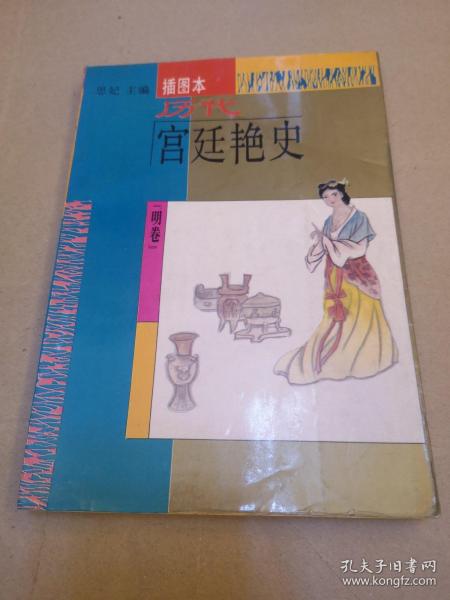 思妃 主编
插图本
历代
宫廷艳史
「明卷」
孔夫子旧书网
www.kongfz.com